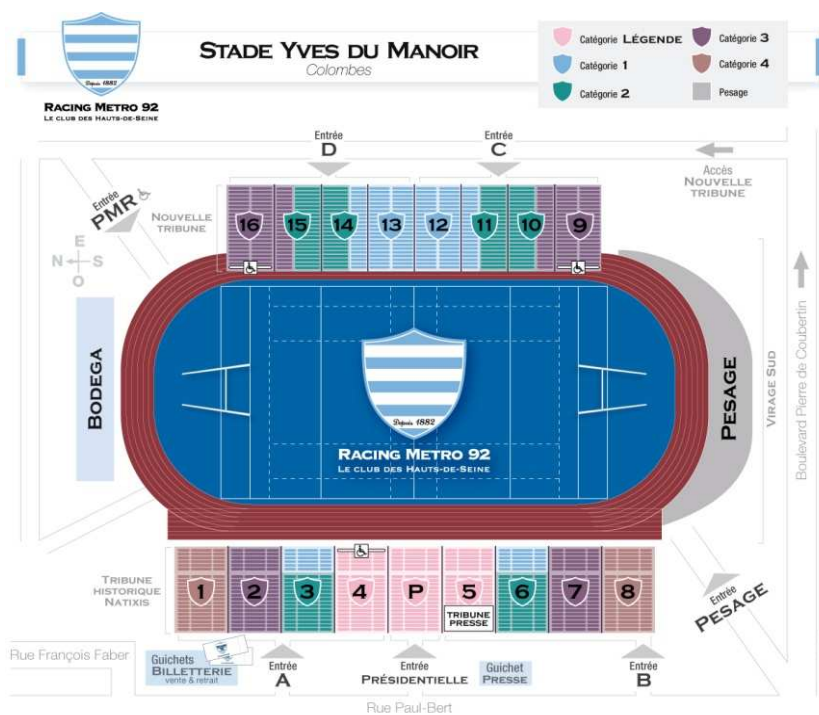 STADE YVES DU MANOIR
Colombes
Depuis 1882
RACING METRO 92
LE CLUB DES HAUTS-DE-SEINE
Catégorie LÉGENDE
Catégorie 1
Catégorie 2
Catégorie 3
Catégorie 4
Pesage
Entrée
D
Entrée
C
Accès
NOUVELLE
TRIBUNE
Entrée
PMR
NOUVELLE
TRIBUNE
16
15
14
13
12
11
10
9
E
N
S
O
BODEGA
Depuis 1882
RACING METRO 92
LE CLUB DES HAUTS-DE-SEINE
PESAGE
VIRAGE SUD
Boulevard Pierre de Coubertin
TRIBUNE
HISTORIQUE
NATIXIS
1
2
3
4
P
5
6
7
8
TRIBUNE
PRESSE
Entrée
PESAGE
Rue François Faber
Guichets
BILLETTERIE
vente & retrait
Entrée
A
Entrée
PRÉSIDENTIELLE
Guichet
PRESSE
Entrée
B
Rue Paul-Bert